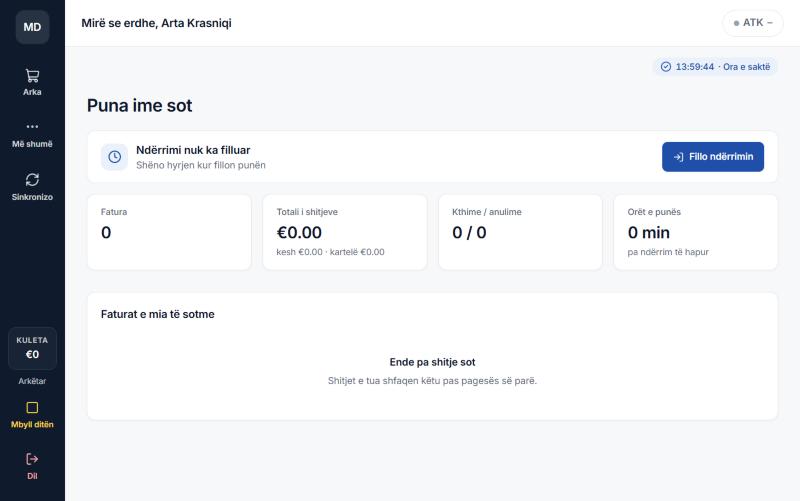 MD
Arka
Më shumë
Sinkronizo
KULETA
€0
Arkëtar
Mbyll ditën
Dil
Mirë se erdhe, Arta Krasniqi
ATK –
13:59:44 · Ora e saktë
Puna ime sot
Ndërrimi nuk ka filluar
Shëno hyrjen kur fillon punën
Fillo ndërrimin
Fatura
0
Totali i shitjeve
€0.00
kesh €0.00 · kartelë €0.00
Kthime / anulime
0 / 0
Orët e punës
0 min
pa ndërrim të hapur
Faturat e mia të sotme
Ende pa shitje sot
Shitjet e tua shfaqen këtu pas pagesës së parë.